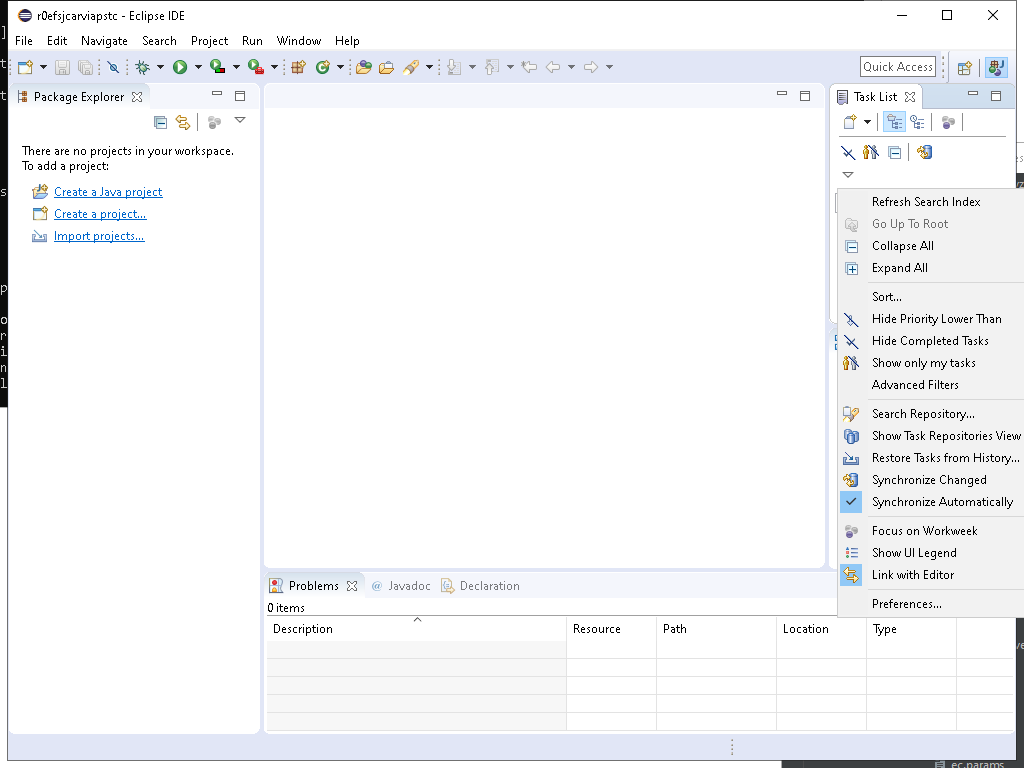 r0efsjcarviapstc - Eclipse IDE
File Edit Navigate Search Project Run Window Help
Quick Access
Package Explorer
Task List
There are no projects in your workspace.
To add a project:
Create a Java project
Create a project...
Import projects...
Refresh Search Index
Go Up To Root
Collapse All
Expand All
Sort...
Hide Priority Lower Than
Hide Completed Tasks
Show only my tasks
Advanced Filters
Search Repository...
Show Task Repositories View
Restore Tasks from History...
Synchronize Changed
Synchronize Automatically
Focus on Workweek
Show UI Legend
Link with Editor
Preferences...
Problems @ Javadoc Declaration
0 items
Description Resource Path Location Type
ec.params